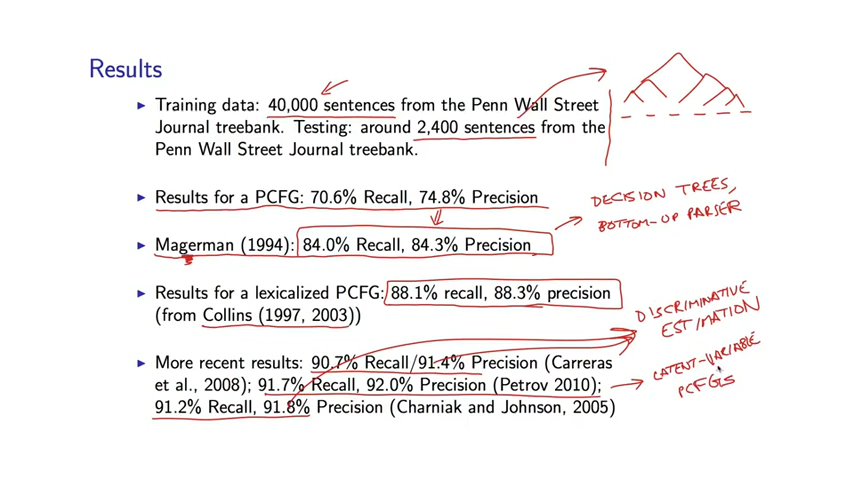 Results
▶ Training data: 40,000 sentences from the Penn Wall Street
Journal treebank. Testing: around 2,400 sentences from the
Penn Wall Street Journal treebank.
▶ Results for a PCFG: 70.6% Recall, 74.8% Precision
DECISION TREES,
BOTTOM-UP PARSER
▶ Magerman (1994): 84.0% Recall, 84.3% Precision
▶ Results for a lexicalized PCFG: 88.1% recall, 88.3% precision
(from Collins (1997, 2003))
DISCRIMINATIVE
ESTIMATION
▶ More recent results: 90.7% Recall/91.4% Precision (Carreras
et al., 2008); 91.7% Recall, 92.0% Precision (Petrov 2010);
91.2% Recall, 91.8% Precision (Charniak and Johnson, 2005)
LATENT-VARIABLE
PCFGS